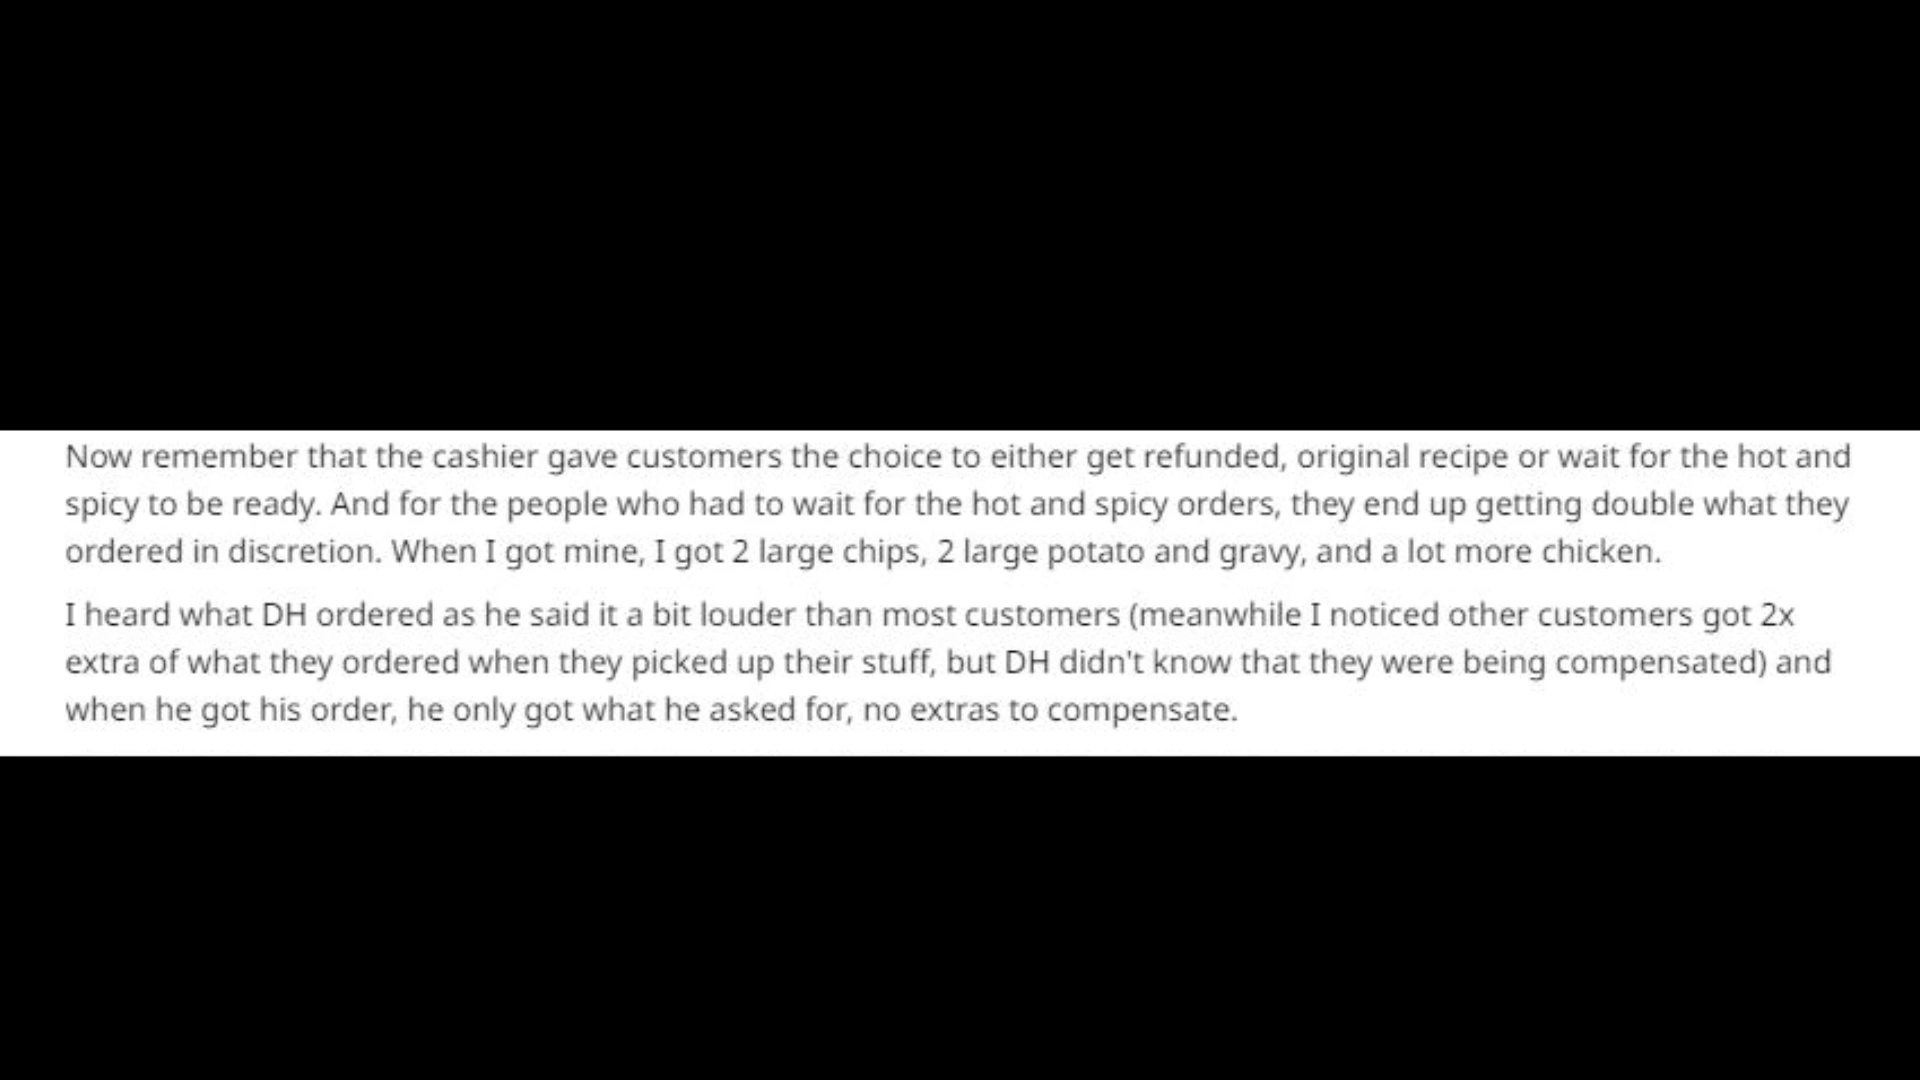 Now remember that the cashier gave customers the choice to either get refunded, original recipe or wait for the hot and
spicy to be ready. And for the people who had to wait for the hot and spicy orders, they end up getting double what they
ordered in discretion. When I got mine, I got 2 large chips, 2 large potato and gravy, and a lot more chicken.
I heard what DH ordered as he said it a bit louder than most customers (meanwhile I noticed other customers got 2x
extra of what they ordered when they picked up their stuff, but DH didn't know that they were being compensated) and
when he got his order, he only got what he asked for, no extras to compensate.